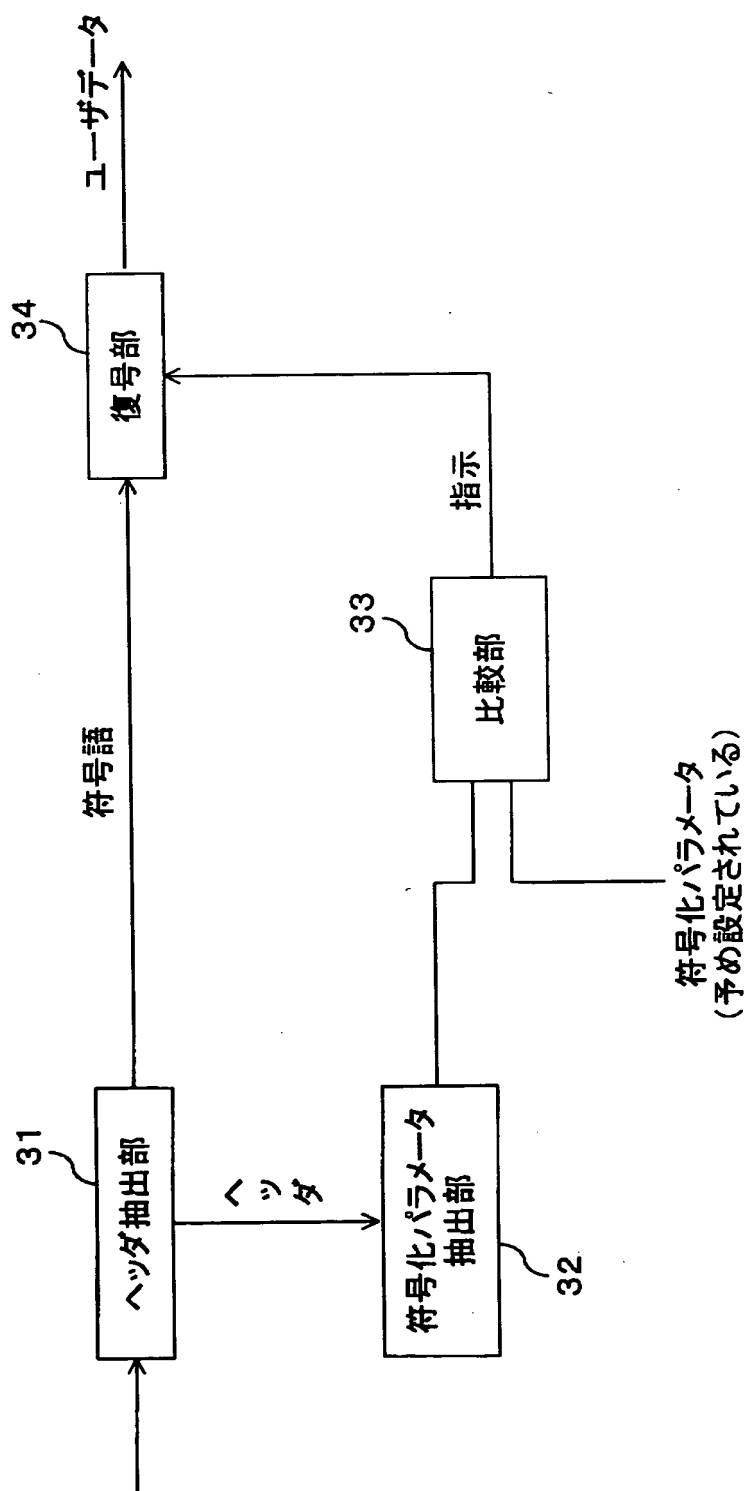 31
ヘッダ抽出部
符号語
34
復号部
ユーザデータ
ヘッダ
符号化パラメータ
抽出部
32
33
比較部
指示
符号化パラメータ
(予め設定されている)